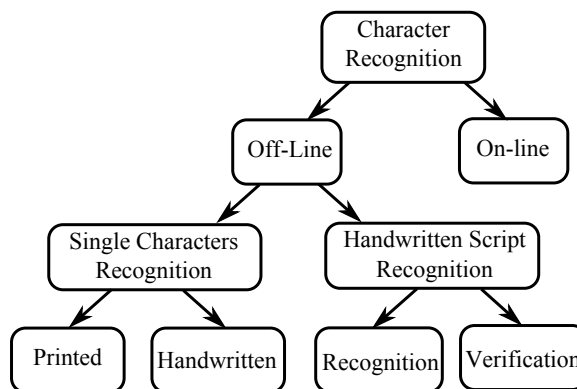 Character
Recognition
Off-Line
On-line
Single Characters
Recognition
Handwritten Script
Recognition
Printed
Handwritten
Recognition
Verification